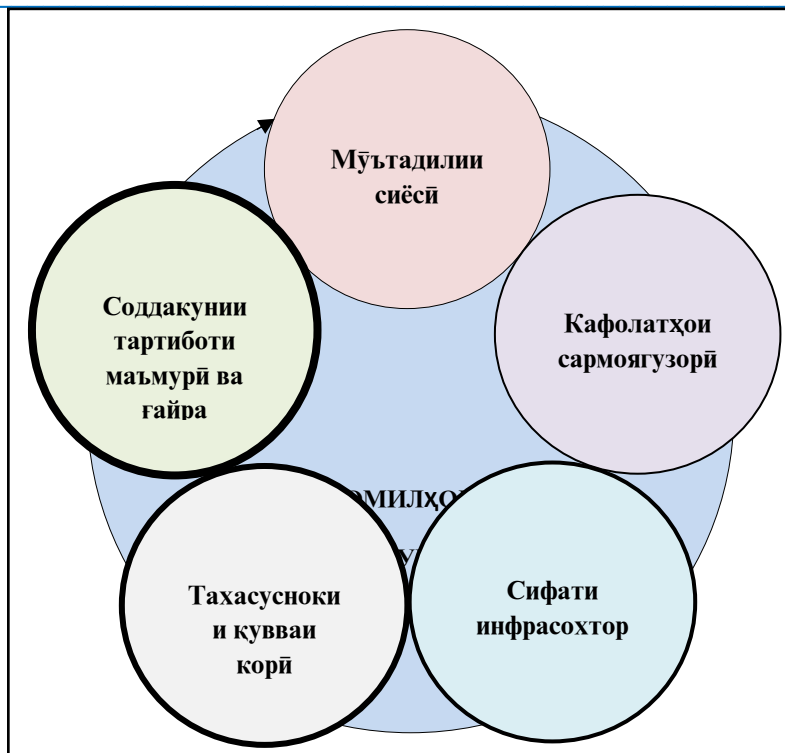 Мӯътадилии
сиёсӣ
Кафолатҳои
сармоягузорӣ
Сифати
инфрасохтор
Тахасусноки
и қувваи
корӣ
Соддакунии
тартиботи
маъмурӣ ва
ғайра